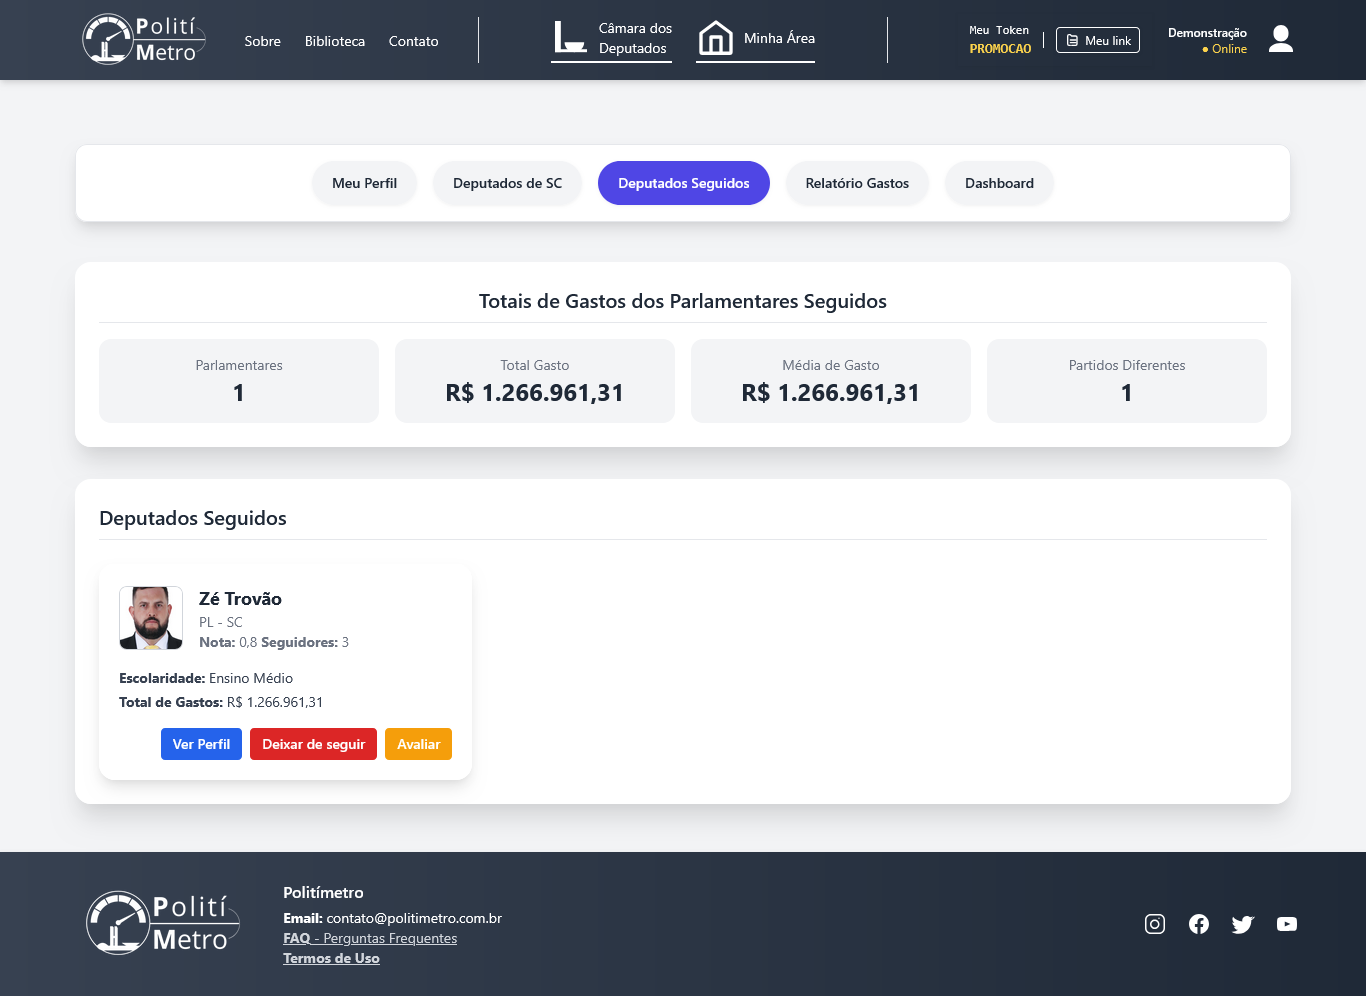 Polití
Metro
Sobre
Biblioteca
Contato
Câmara dos
Deputados
Minha Área
Meu Token
PROMOCAO
Meu link
Demonstração
Online
Meu Perfil
Deputados de SC
Deputados Seguidos
Relatório Gastos
Dashboard
Totais de Gastos dos Parlamentares Seguidos
Parlamentares
1
Total Gasto
R$ 1.266.961,31
Média de Gasto
R$ 1.266.961,31
Partidos Diferentes
1
Deputados Seguidos
Zé Trovão
PL - SC
Nota: 0,8 Seguidores: 3
Escolaridade: Ensino Médio
Total de Gastos: R$ 1.266.961,31
Ver Perfil
Deixar de seguir
Avaliar
Polití
Metro
Politímetro
Email: contato@politimetro.com.br
FAQ - Perguntas Frequentes
Termos de Uso